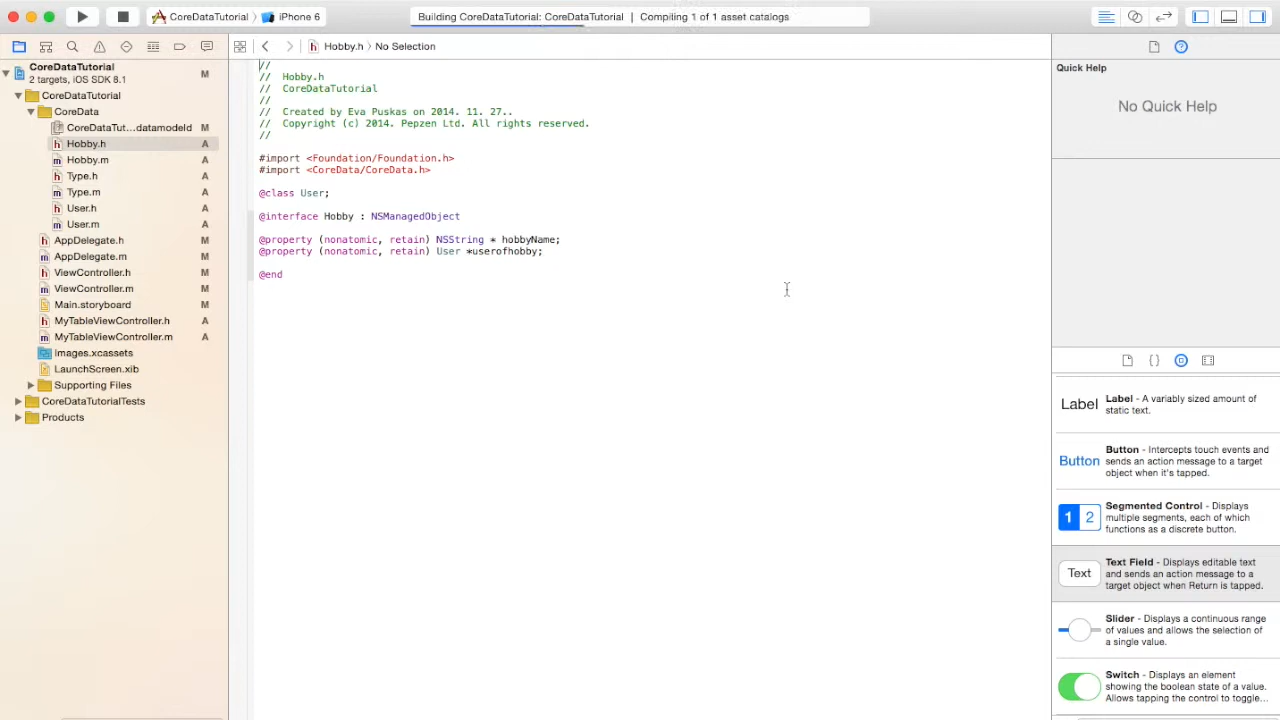 CoreDataTutorial 〉 iPhone 6
Building CoreDataTutorial: CoreDataTutorial | Compiling 1 of 1 asset catalogs
Hobby.h 〉 No Selection
CoreDataTutorial M
2 targets, iOS SDK 8.1
CoreDataTutorial
CoreData
CoreDataTut...datamodeld M
Hobby.h A
Hobby.m A
Type.h A
Type.m A
User.h A
User.m A
AppDelegate.h M
AppDelegate.m M
ViewController.h M
ViewController.m M
Main.storyboard M
MyTableViewController.h A
MyTableViewController.m A
Images.xcassets
LaunchScreen.xib
Supporting Files
CoreDataTutorialTests
Products
//
//  Hobby.h
//  CoreDataTutorial
//
//  Created by Eva Puskas on 2014. 11. 27..
//  Copyright (c) 2014. Pepzen Ltd. All rights reserved.
//
#import <Foundation/Foundation.h>
#import <CoreData/CoreData.h>
@class User;
@interface Hobby : NSManagedObject
@property (nonatomic, retain) NSString * hobbyName;
@property (nonatomic, retain) User *userofhobby;
@end
Quick Help
No Quick Help
Label
Label - A variably sized amount of
static text.
Button
Button - Intercepts touch events and
sends an action message to a target
object when it's tapped.
1 2
Segmented Control - Displays
multiple segments, each of which
functions as a discrete button.
Text
Text Field - Displays editable text
and sends an action message to a
target object when Return is tapped.
Slider - Displays a continuous range
of values and allows the selection of
a single value.
Switch - Displays an element
showing the boolean state of a value.
Allows tapping the control to toggle...